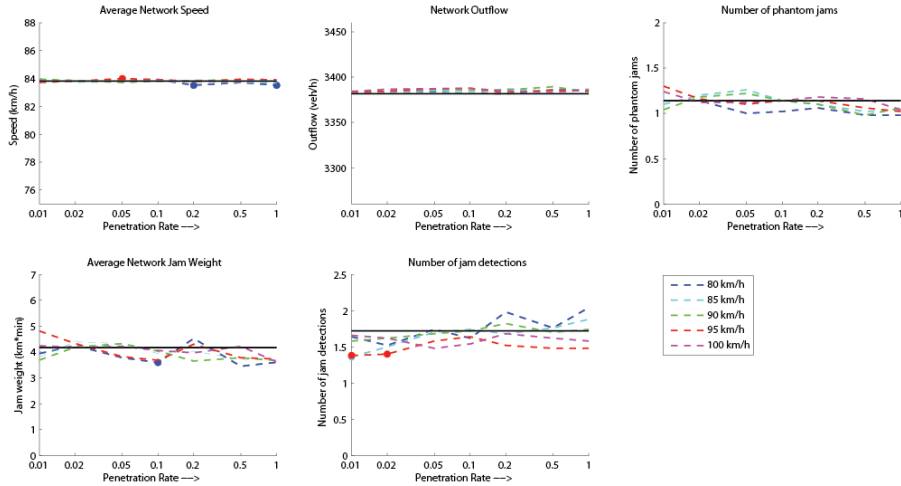 Average Network Speed
88
86
84
82
80
78
76
Speed (km/h)
0.01 0.02 0.05 0.1 0.2 0.5 1
Penetration Rate —>
Network Outflow
3450
3400
3350
3300
Outflow (veh/h)
0.01 0.02 0.05 0.1 0.2 0.5 1
Penetration Rate —>
Number of phantom jams
2
1.5
1
0.5
0
Number of phantom jams
0.01 0.02 0.05 0.1 0.2 0.5 1
Penetration Rate —>
Average Network Jam Weight
7
6
5
4
3
2
1
0
Jam weight (km*min)
0.01 0.02 0.05 0.1 0.2 0.5 1
Penetration Rate —>
Number of jam detections
2.5
2
1.5
1
0.5
0
Number of jam detections
0.01 0.02 0.05 0.1 0.2 0.5 1
Penetration Rate —>
80 km/h
85 km/h
90 km/h
95 km/h
100 km/h